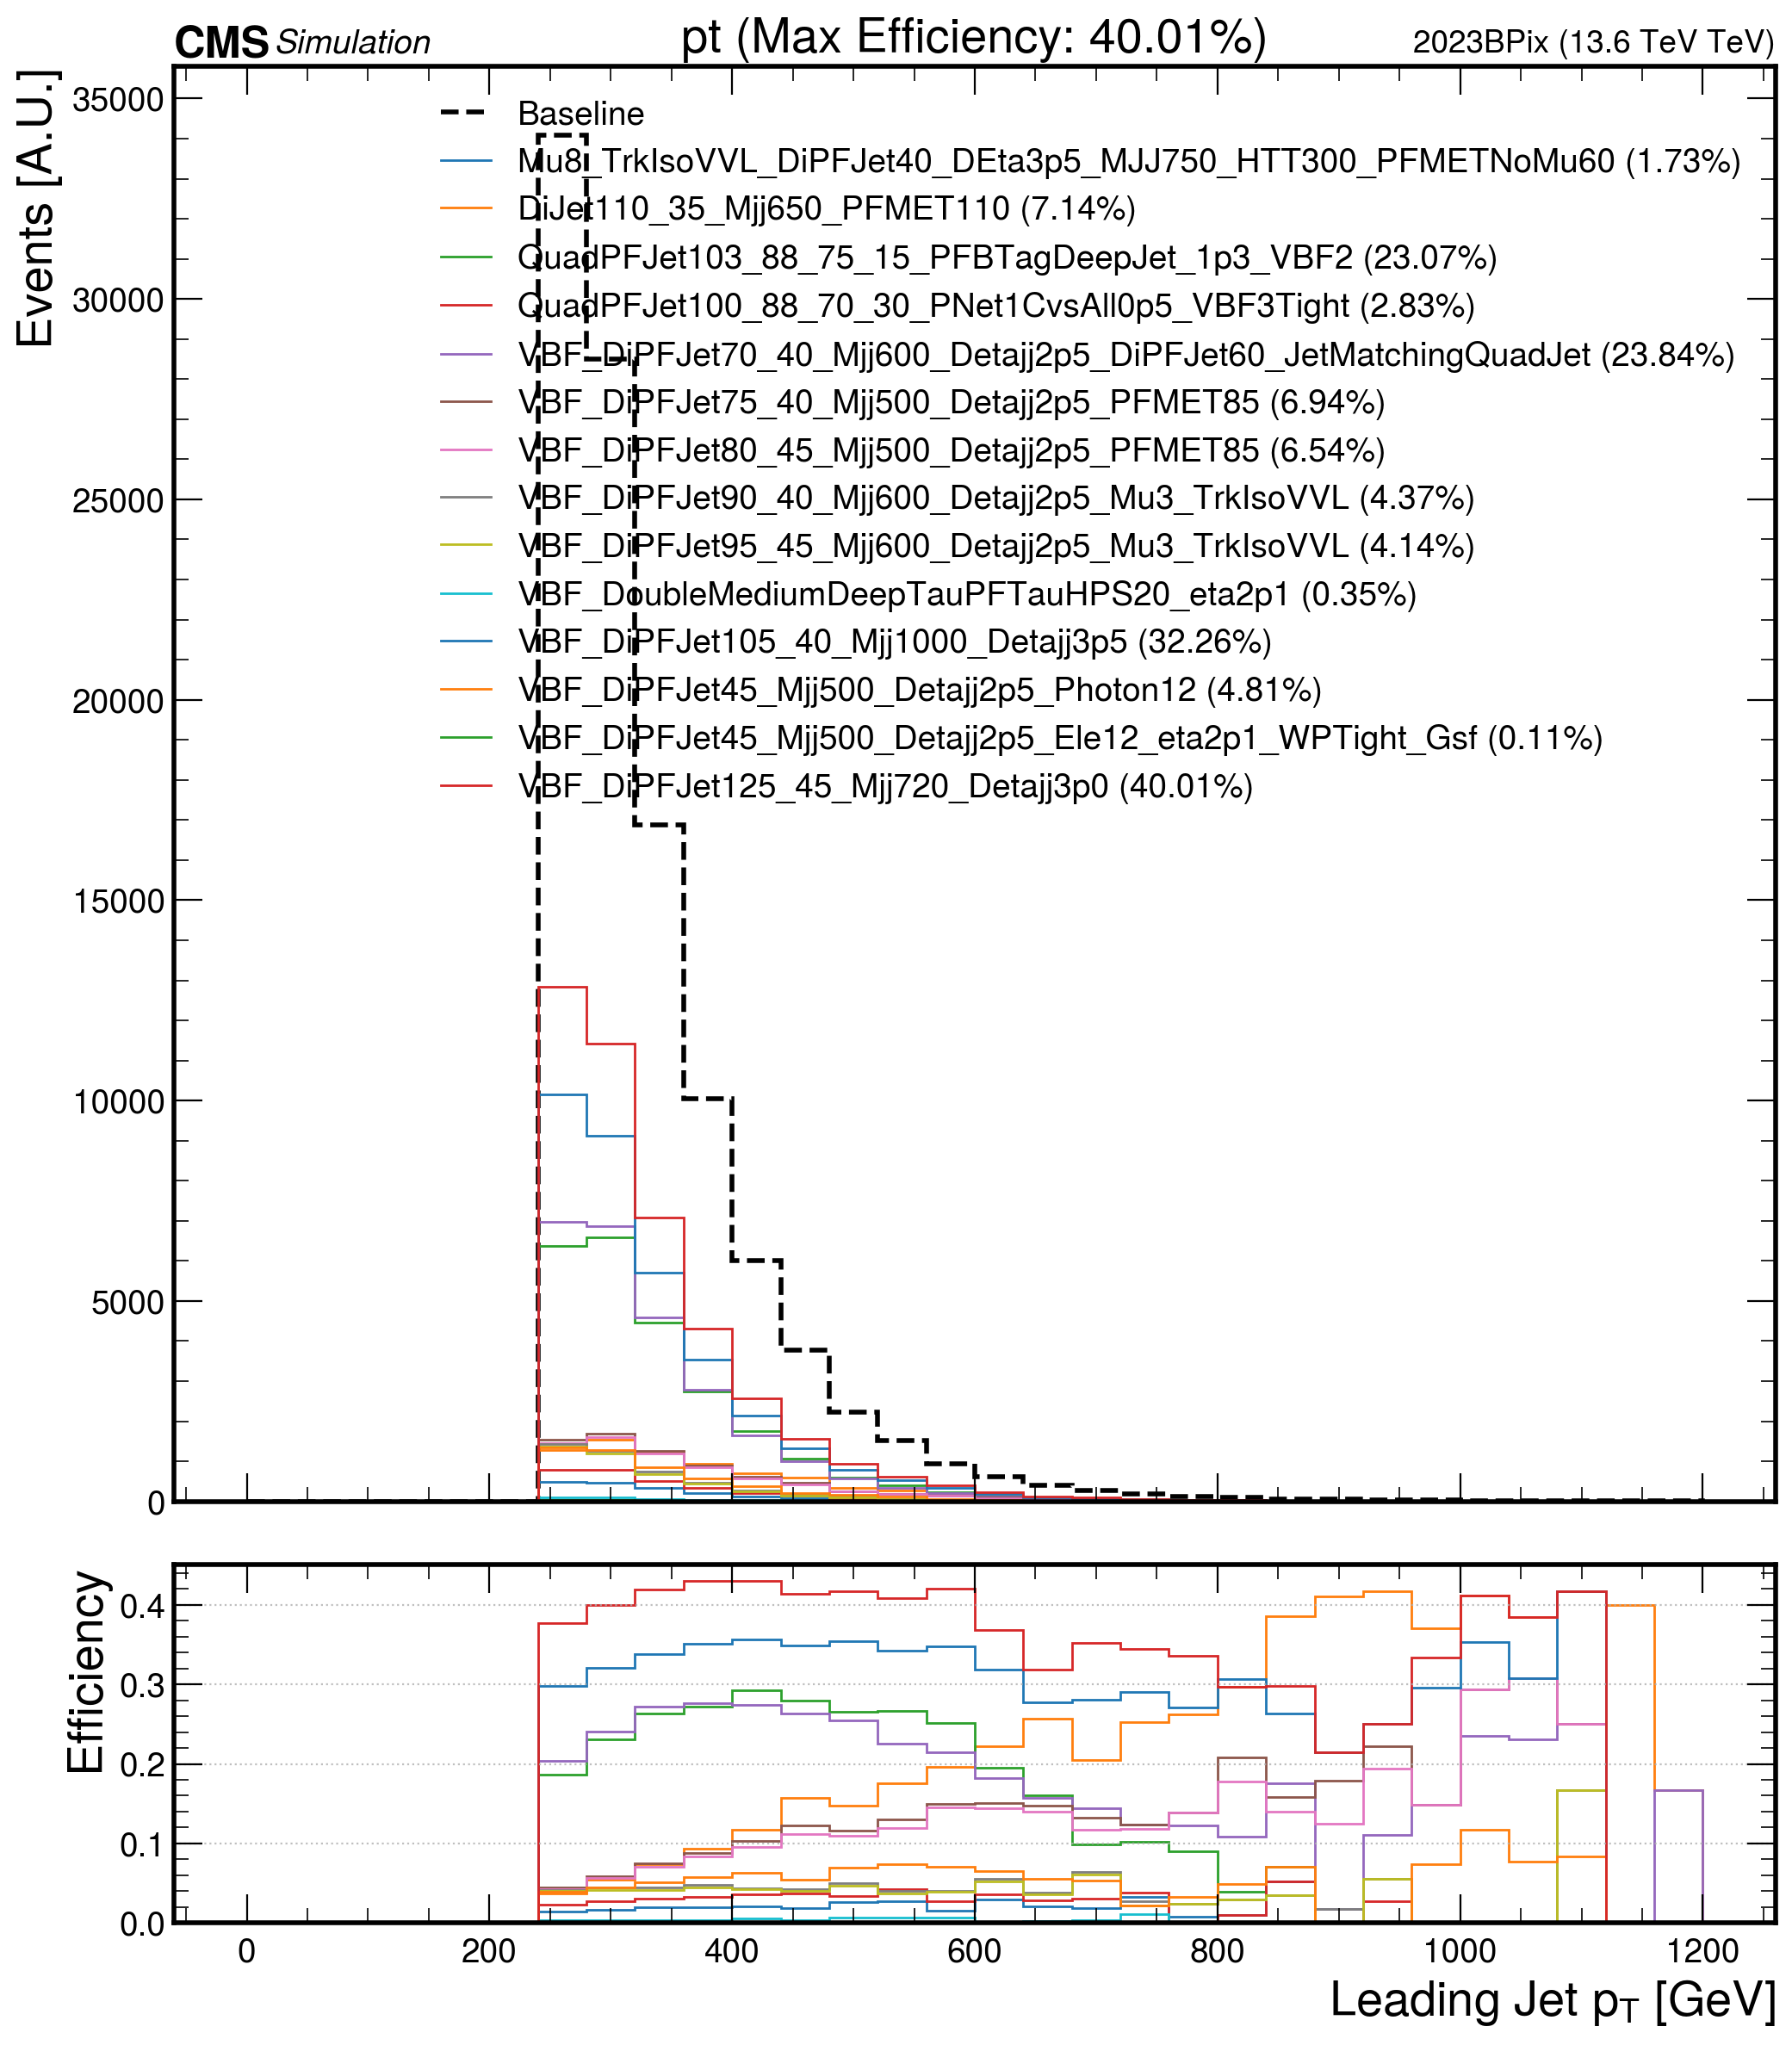 CMS Simulation pt (Max Efficiency: 40.01%) 2023BPix (13.6 TeV TeV)
Events [A.U.]
35000
30000
25000
20000
15000
10000
5000
0
Baseline
Mu8_TrkIsoVVL_DiPFJet40_DEta3p5_MJJ750_HTT300_PFMETNoMu60 (1.73%)
DiJet110_35_Mjj650_PFMET110 (7.14%)
QuadPFJet103_88_75_15_PFBTagDeepJet_1p3_VBF2 (23.07%)
QuadPFJet100_88_70_30_PNet1CvsAll0p5_VBF3Tight (2.83%)
VBF_DiPFJet70_40_Mjj600_Detajj2p5_DiPFJet60_JetMatchingQuadJet (23.84%)
VBF_DiPFJet75_40_Mjj500_Detajj2p5_PFMET85 (6.94%)
VBF_DiPFJet80_45_Mjj500_Detajj2p5_PFMET85 (6.54%)
VBF_DiPFJet90_40_Mjj600_Detajj2p5_Mu3_TrkIsoVVL (4.37%)
VBF_DiPFJet95_45_Mjj600_Detajj2p5_Mu3_TrkIsoVVL (4.14%)
VBF_DoubleMediumDeepTauPFTauHPS20_eta2p1 (0.35%)
VBF_DiPFJet105_40_Mjj1000_Detajj3p5 (32.26%)
VBF_DiPFJet45_Mjj500_Detajj2p5_Photon12 (4.81%)
VBF_DiPFJet45_Mjj500_Detajj2p5_Ele12_eta2p1_WPTight_Gsf (0.11%)
VBF_DiPFJet125_45_Mjj720_Detajj3p0 (40.01%)
Efficiency
0.4
0.3
0.2
0.1
0.0
0 200 400 600 800 1000 1200
Leading Jet pT [GeV]